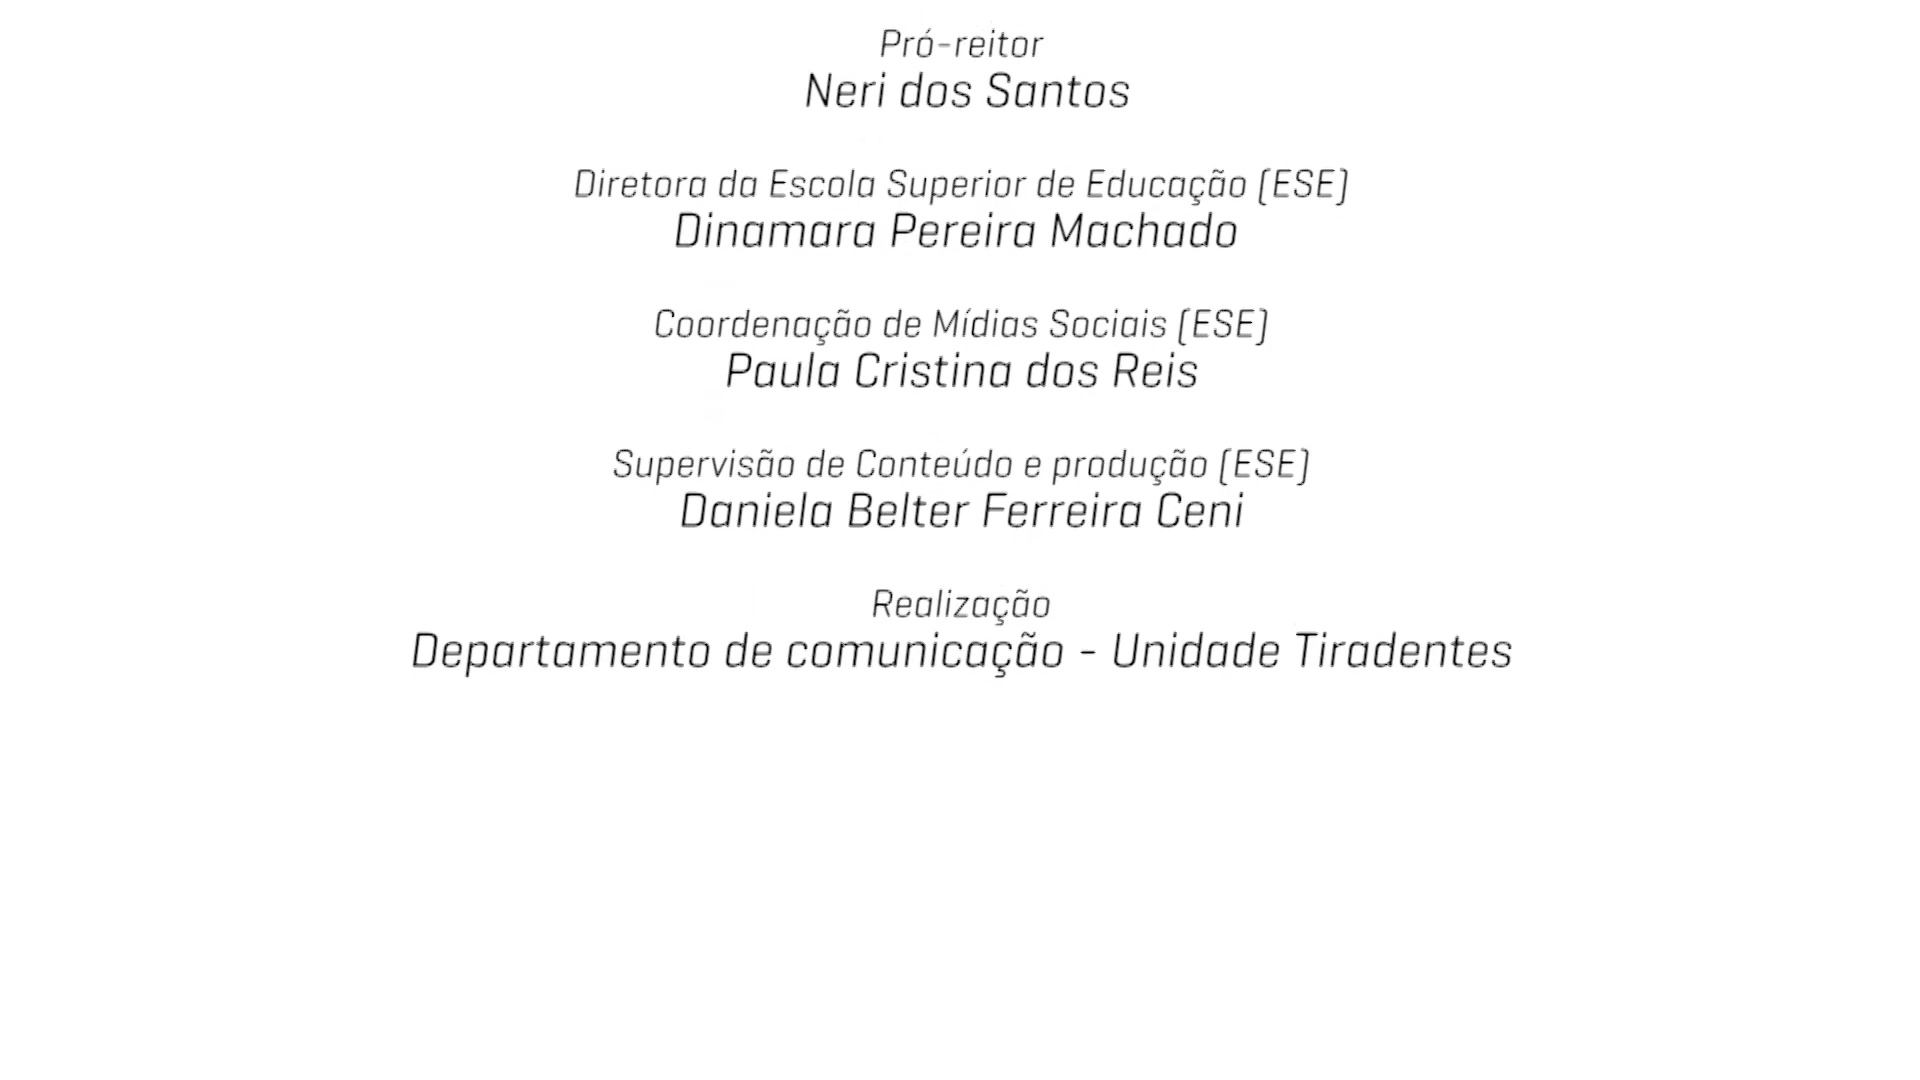 Pró-reitor
Neri dos Santos
Diretora da Escola Superior de Educação (ESE)
Dinamara Pereira Machado
Coordenação de Mídias Sociais (ESE)
Paula Cristina dos Reis
Supervisão de Conteúdo e produção (ESE)
Daniela Belter Ferreira Ceni
Realização
Departamento de comunicação - Unidade Tiradentes